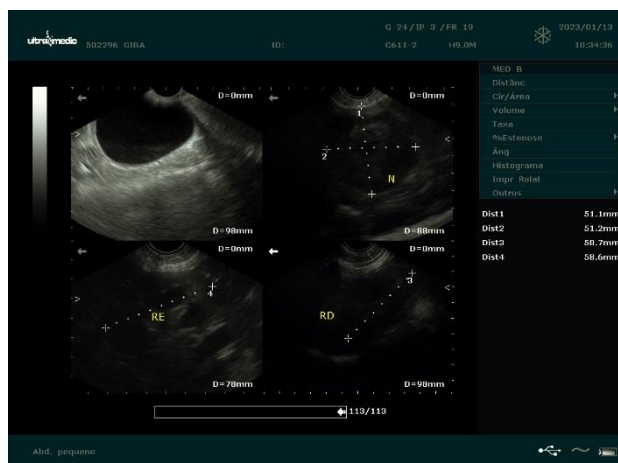 G 24/IP 3 /FR 19
2023/01/13
ultramedic
502296 GIBA
ID:
C611-2
H9.0M
10:34:36
MED B
Distânc
Cir/Área
Volume
Taxa
%Estenose
Âng
Histograma
Impr Rolat
Outros
D=0mm
D=0mm
1
2
N
D=98mm
D=88mm
Dist1 51.1mm
Dist2 51.2mm
Dist3 50.7mm
Dist4 58.6mm
D=0mm
D=0mm
4
3
RE
RD
D=78mm
D=98mm
113/113
Abd. pequeno